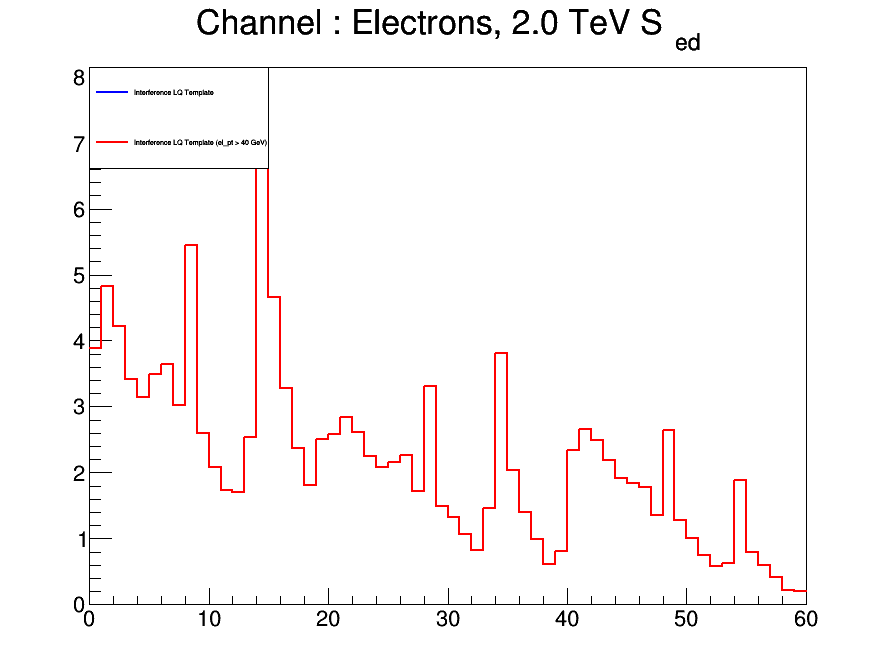 Channel : Electrons, 2.0 TeV S ed
8
Interference LQ Template
7
Interference LQ Template (el_pt > 40 GeV)
6
5
4
3
2
1
0
0 10 20 30 40 50 60